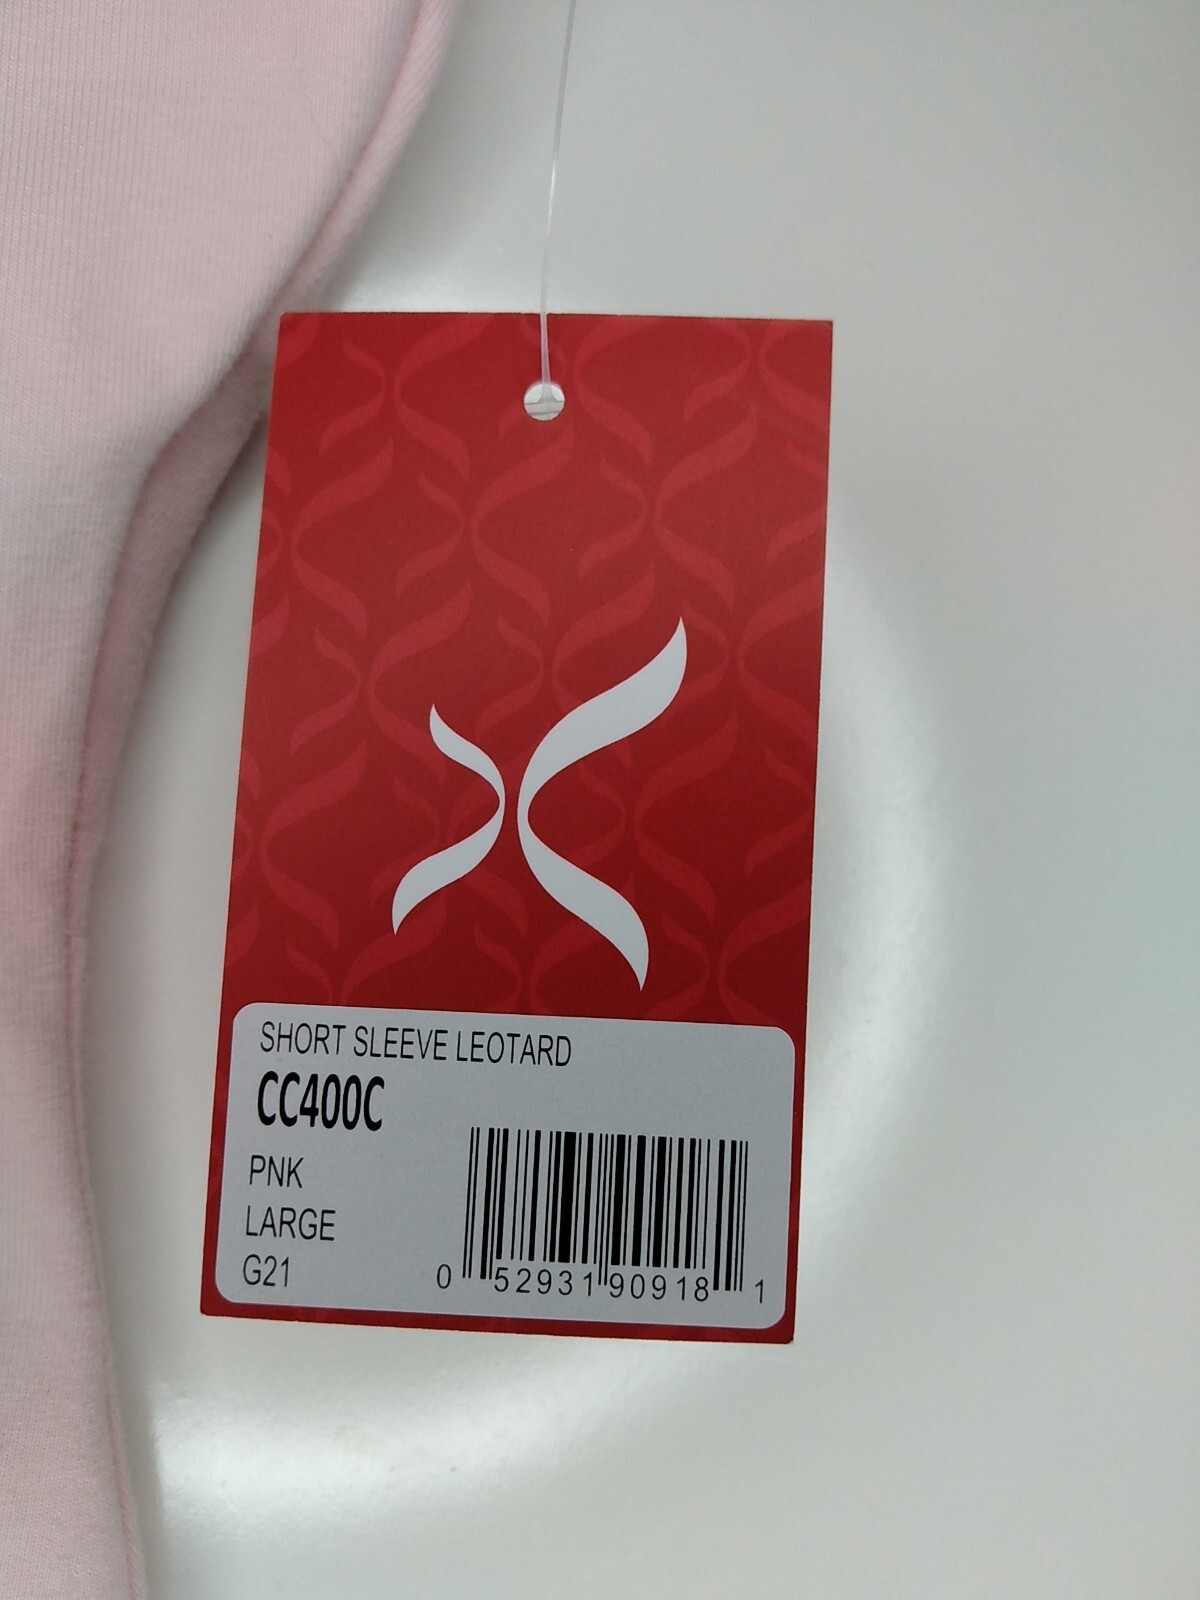 SHORT SLEEVE LEOTARD
CC400C
PNK
LARGE
G21
0 52931 90918 1